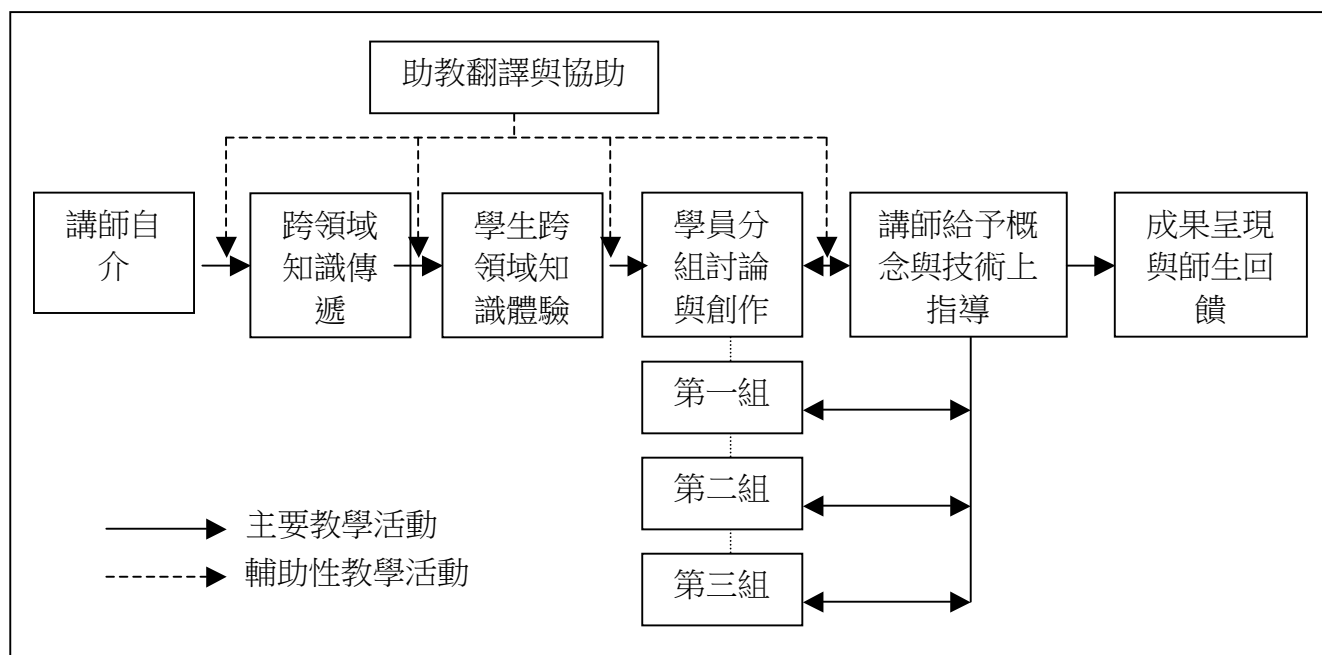 助教翻譯與協助
講師自
介
跨領域
知識傳
遞
學生跨
領域知
識體驗
學員分
組討論
與創作
講師給予概
念與技術上
指導
成果呈現
與師生回
饋
第一組
第二組
第三組
主要教學活動
輔助性教學活動